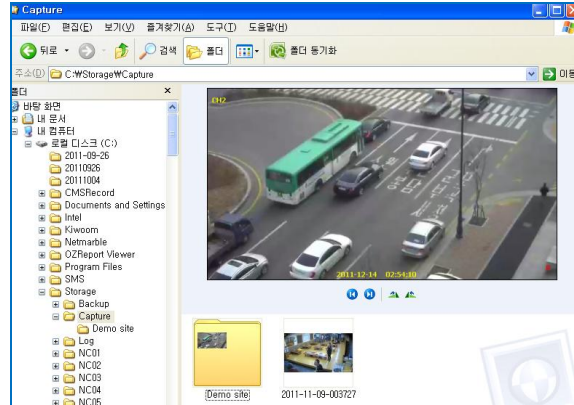 Capture
파일(F) 편집(E) 보기(V) 즐겨찾기(A) 도구(T) 도움말(H)
뒤로 검색 폴더 폴더 동기화
주소(D) C:₩Storage₩Capture 이동
폴더
바탕 화면
내 문서
내 컴퓨터
로컬 디스크 (C:)
2011-09-26
20110926
20111004
CMSRecord
Documents and Settings
Intel
Kiwoom
Netmarble
OZReport Viewer
Program Files
SMS
Storage
Backup
Capture
Demo site
Log
NC01
NC02
NC03
NC04
NC05
CH2
2011-12-14 02:54:10
Demo site
2011-11-09-003727